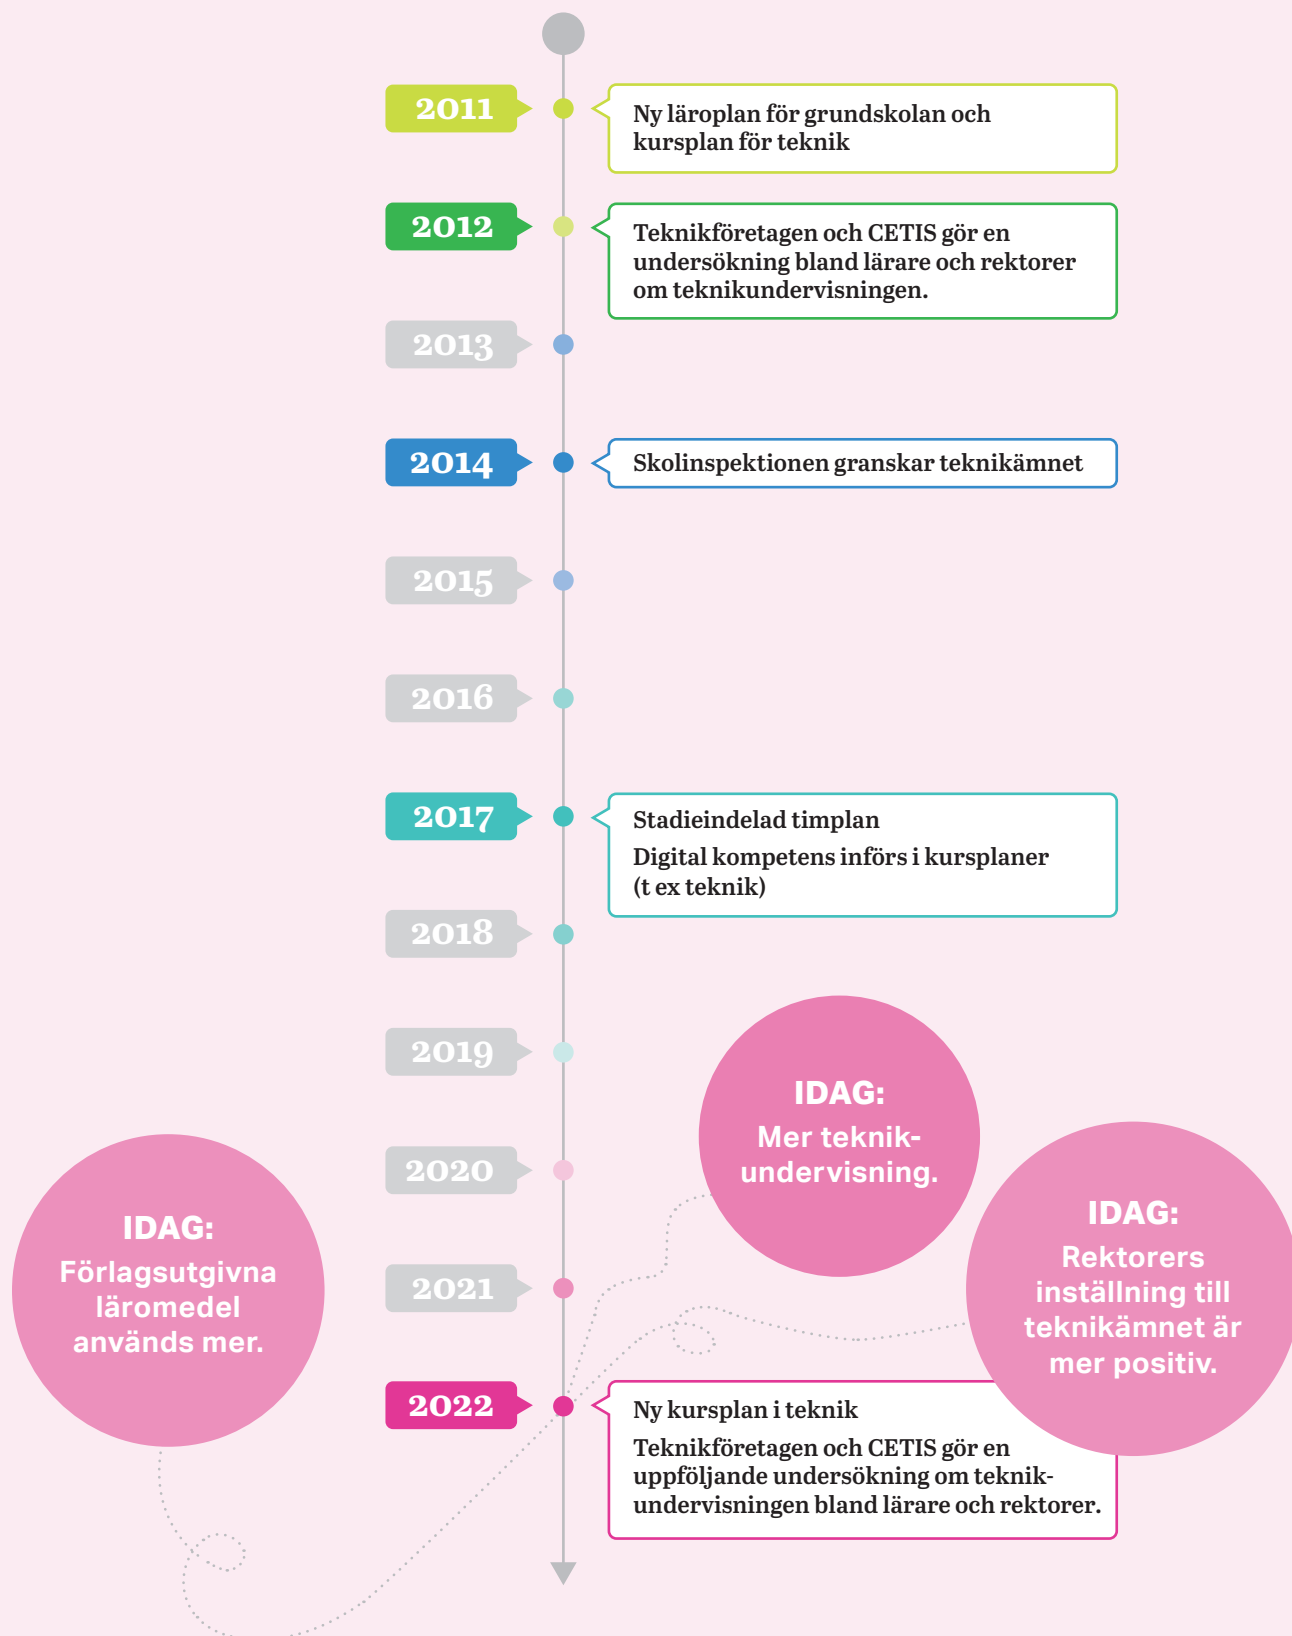 2011
Ny läroplan för grundskolan och
kursplan för teknik
2012
Teknikföretagen och CETIS gör en
undersökning bland lärare och rektorer
om teknikundervisningen.
2013
2014
Skolinspektionen granskar teknikämnet
2015
2016
2017
Stadieindelad timplan
Digital kompetens införs i kursplaner
(t ex teknik)
2018
2019
IDAG:
Mer teknik-
undervisning.
2020
IDAG:
Förlagsutgivna
läromedel
används mer.
IDAG:
Rektorers
inställning till
teknikämnet är
mer positiv.
2021
2022
Ny kursplan i teknik
Teknikföretagen och CETIS gör en
uppföljande undersökning om teknik-
undervisningen bland lärare och rektorer.